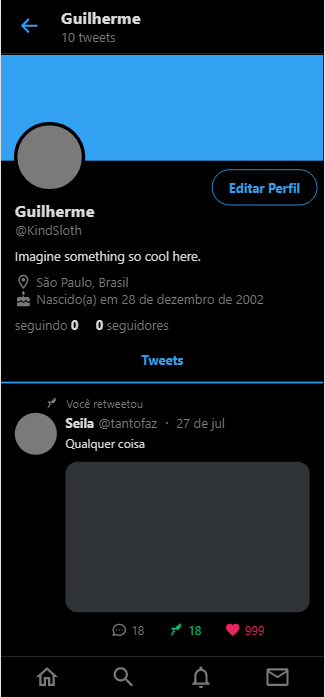 Guilherme
10 tweets
Editar Perfil
Guilherme
@KindSloth
Imagine something so cool here.
São Paulo, Brasil
Nascido(a) em 28 de dezembro de 2002
seguindo 0 0 seguidores
Tweets
Você retweetou
Seila @tantofaz · 27 de jul
Qualquer coisa
18 18 999